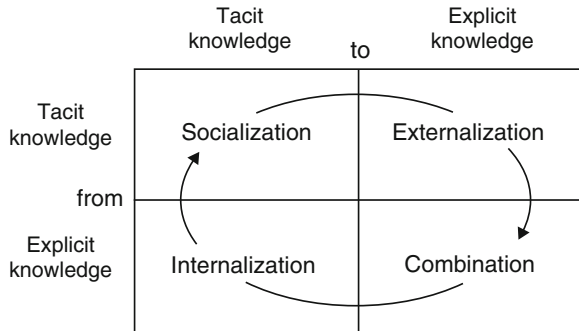 Tacit
knowledge
to
Explicit
knowledge
Tacit
knowledge
Socialization
Externalization
from
Explicit
knowledge
Internalization
Combination